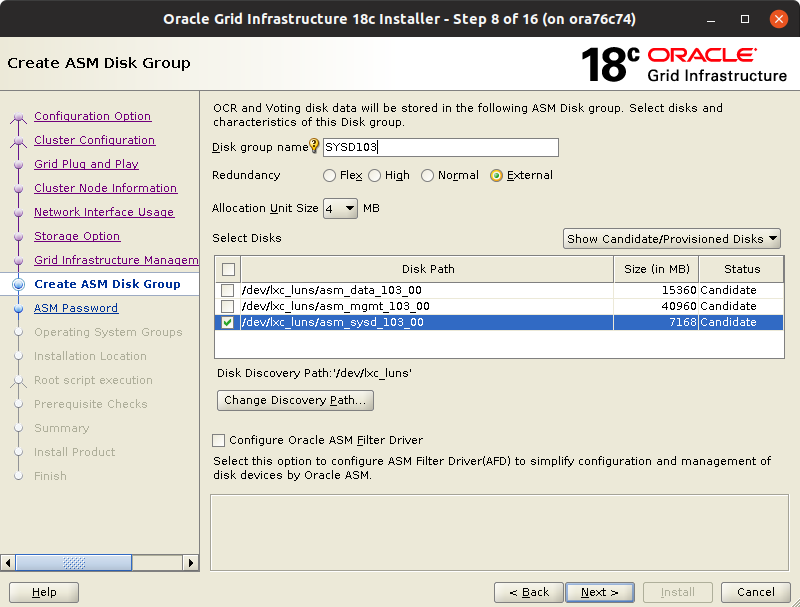 Oracle Grid Infrastructure 18c Installer - Step 8 of 16 (on ora76c74)
Create ASM Disk Group
18c ORACLE
Grid Infrastructure
Configuration Option
Cluster Configuration
Grid Plug and Play
Cluster Node Information
Network Interface Usage
Storage Option
Grid Infrastructure Managem
Create ASM Disk Group
ASM Password
Operating System Groups
Installation Location
Root script execution
Prerequisite Checks
Summary
Install Product
Finish
OCR and Voting disk data will be stored in the following ASM Disk group. Select disks and
characteristics of this Disk group.
Disk group name SYSD103
Redundancy Flex High Normal External
Allocation Unit Size 4 MB
Select Disks Show Candidate/Provisioned Disks
Disk Path Size (in MB) Status
/dev/lxc_luns/asm_data_103_00 15360 Candidate
/dev/lxc_luns/asm_mgmt_103_00 40960 Candidate
/dev/lxc_luns/asm_sysd_103_00 7168 Candidate
Disk Discovery Path:'/dev/lxc_luns'
Change Discovery Path...
Configure Oracle ASM Filter Driver
Select this option to configure ASM Filter Driver(AFD) to simplify configuration and management of
disk devices by Oracle ASM.
Help < Back Next > Install Cancel